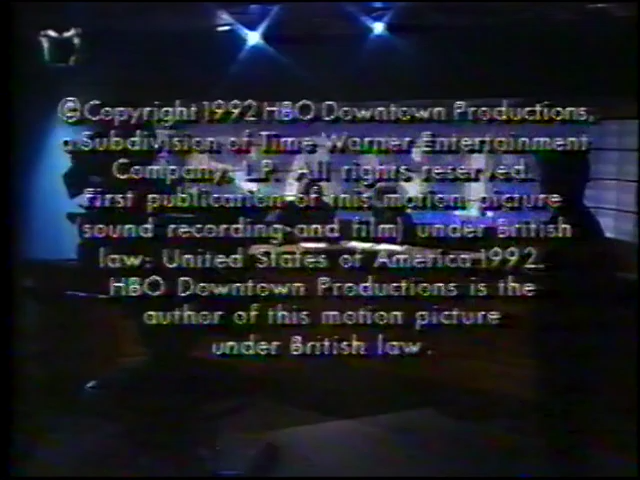 © Copyright 1992 HBO Downtown Productions,
a Subdivision of Time Warner Entertainment
Company, L.P. All rights reserved.
First publication of this motion picture
(sound recording and film) under British
law: United States of America 1992.
HBO Downtown Productions is the
author of this motion picture
under British law.